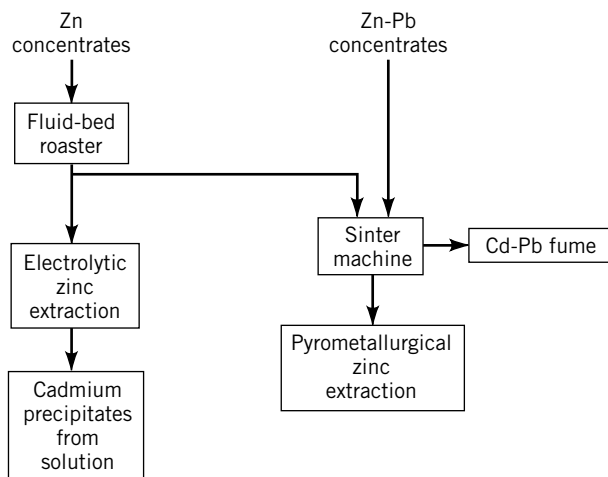 Zn
concentrates
Zn-Pb
concentrates
Fluid-bed
roaster
Sinter
machine
Cd-Pb fume
Electrolytic
zinc
extraction
Pyrometallurgical
zinc
extraction
Cadmium
precipitates
from
solution